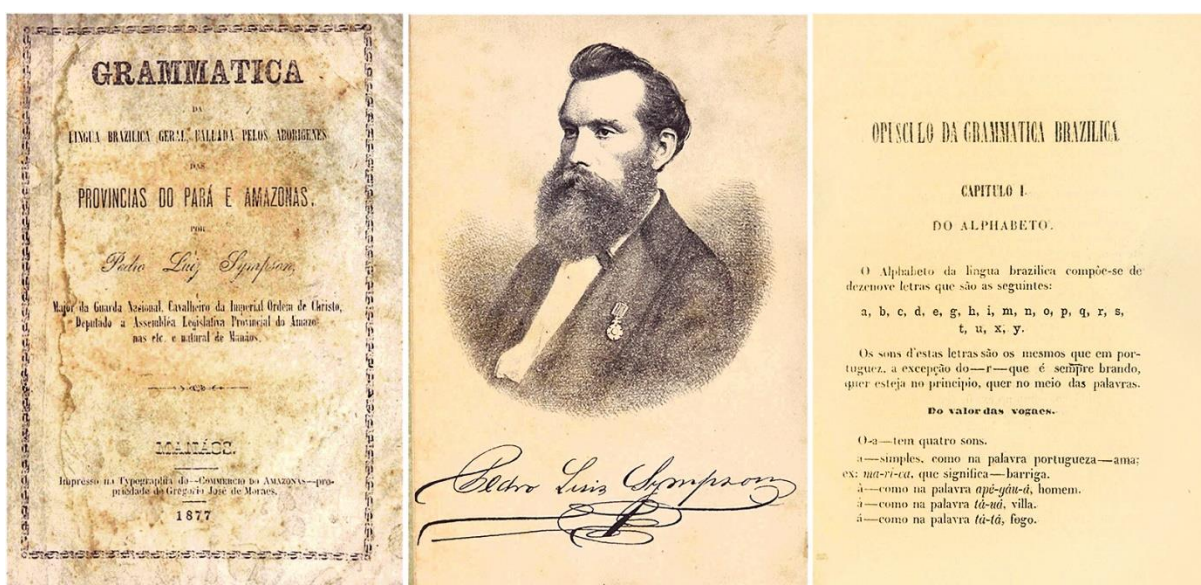 GRAMMATICA
DA
LINGUA BRAZILICA GERAL, FALLADA PELOS ABORIGENES
DAS
PROVINCIAS DO PARÁ E AMAZONAS,
POR
Pedro Luiz Sympson,
Major da Guarda Nasional, Cavalheiro da Imperial Ordem de Christo,
Deputado a Assembléa Legislativa Provincial do Amazo-
nas etc. e natural de Manáos.
MANÁOS.
Impresso na Typographia do—COMMERCIO DO AMAZONAS—pro-
priedade de Gregorio José de Moraes.
1877
Pedro Luiz Sympson
OPUSCULO DA GRAMMATICA BRAZILICA
CAPITULO I.
DO ALPHABETO.
O Alphabeto da lingua brazilica compõe-se de
dezenove letras que são as seguintes:
a, b, c, d, e, g, h, i, m, n, o, p, q, r, s,
t, u, x, y.
Os sons d'estas letras são os mesmos que em por-
tuguez, a excepção do—r—que é sempre brando,
quer esteja no principio, quer no meio das palavras.
Do valor das vogaes.
O-a—tem quatro sons.
a—simples, como na palavra portugueza—ama;
ex: ma-ri-ca, que significa—barriga.
â—como na palavra apê-gáu-á, homem.
à—como na palavra tá-uá, villa.
á—como na palavra tá-tá, fogo.